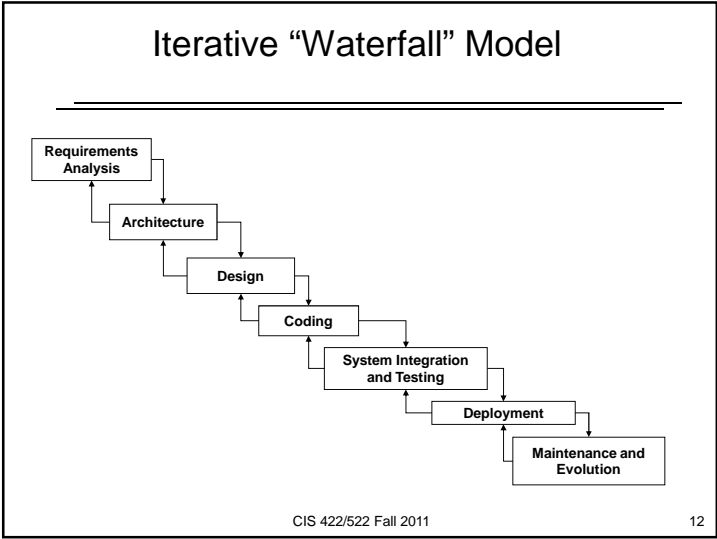 Iterative “Waterfall” Model
Requirements
Analysis
Architecture
Design
Coding
System Integration
and Testing
Deployment
Maintenance and
Evolution
CIS 422/522 Fall 2011
12